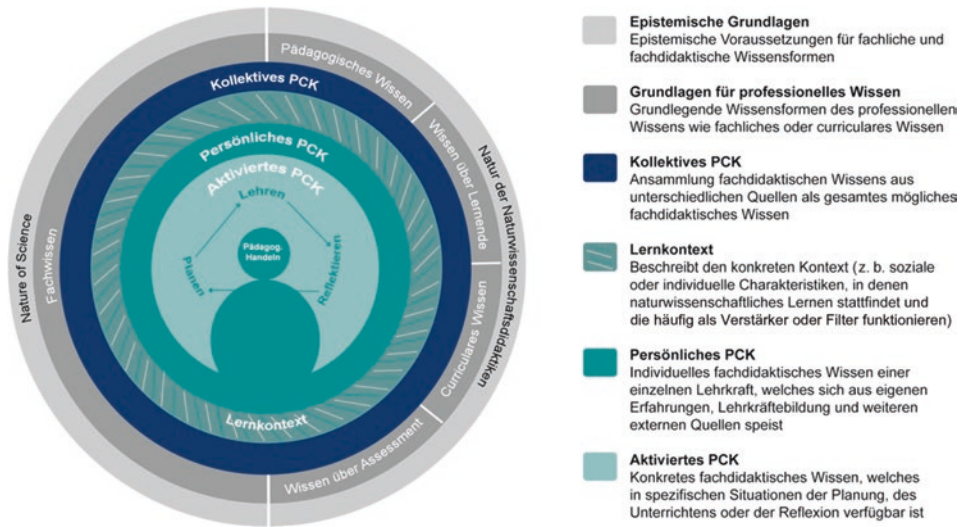 Nature of Science
Natur der Naturwissenschaftsdidaktiken
Fachwissen
Pädagogisches Wissen
Wissen über Lernende
Curriculares Wissen
Wissen über Assessment
Kollektives PCK
Lernkontext
Persönliches PCK
Aktiviertes PCK
Lehren
Reflektieren
Planen
Pädagog.
Handeln
Epistemische Grundlagen
Epistemische Voraussetzungen für fachliche und
fachdidaktische Wissensformen
Grundlagen für professionelles Wissen
Grundlegende Wissensformen des professionellen
Wissens wie fachliches oder curriculares Wissen
Kollektives PCK
Ansammlung fachdidaktischen Wissens aus
unterschiedlichen Quellen als gesamtes mögliches
fachdidaktisches Wissen
Lernkontext
Beschreibt den konkreten Kontext (z. b. soziale
oder individuelle Charakteristiken, in denen
naturwissenschaftliches Lernen stattfindet und
die häufig als Verstärker oder Filter funktionieren)
Persönliches PCK
Individuelles fachdidaktisches Wissen einer
einzelnen Lehrkraft, welches sich aus eigenen
Erfahrungen, Lehrkräftebildung und weiteren
externen Quellen speist
Aktiviertes PCK
Konkretes fachdidaktisches Wissen, welches
in spezifischen Situationen der Planung, des
Unterrichtens oder der Reflexion verfügbar ist